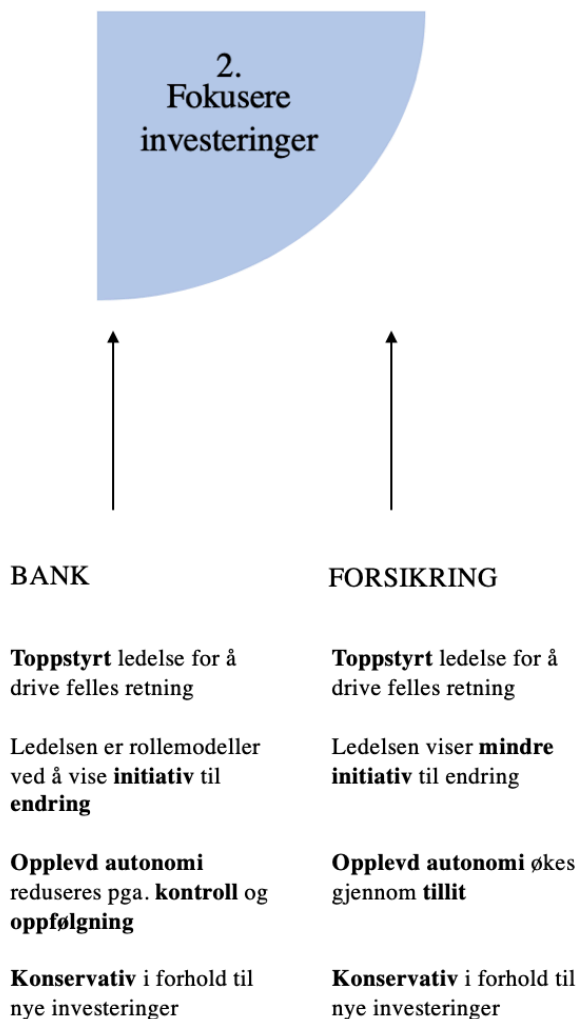 2.
Fokusere
investeringer
BANK
Toppstyrt ledelse for å
drive felles retning
Ledelsen er rollemodeller
ved å vise initiativ til
endring
Opplevd autonomi
reduseres pga. kontroll og
oppfølgning
Konservativ i forhold til
nye investeringer
FORSIKRING
Toppstyrt ledelse for å
drive felles retning
Ledelsen viser mindre
initiativ til endring
Opplevd autonomi økes
gjennom tillit
Konservativ i forhold til
nye investeringer